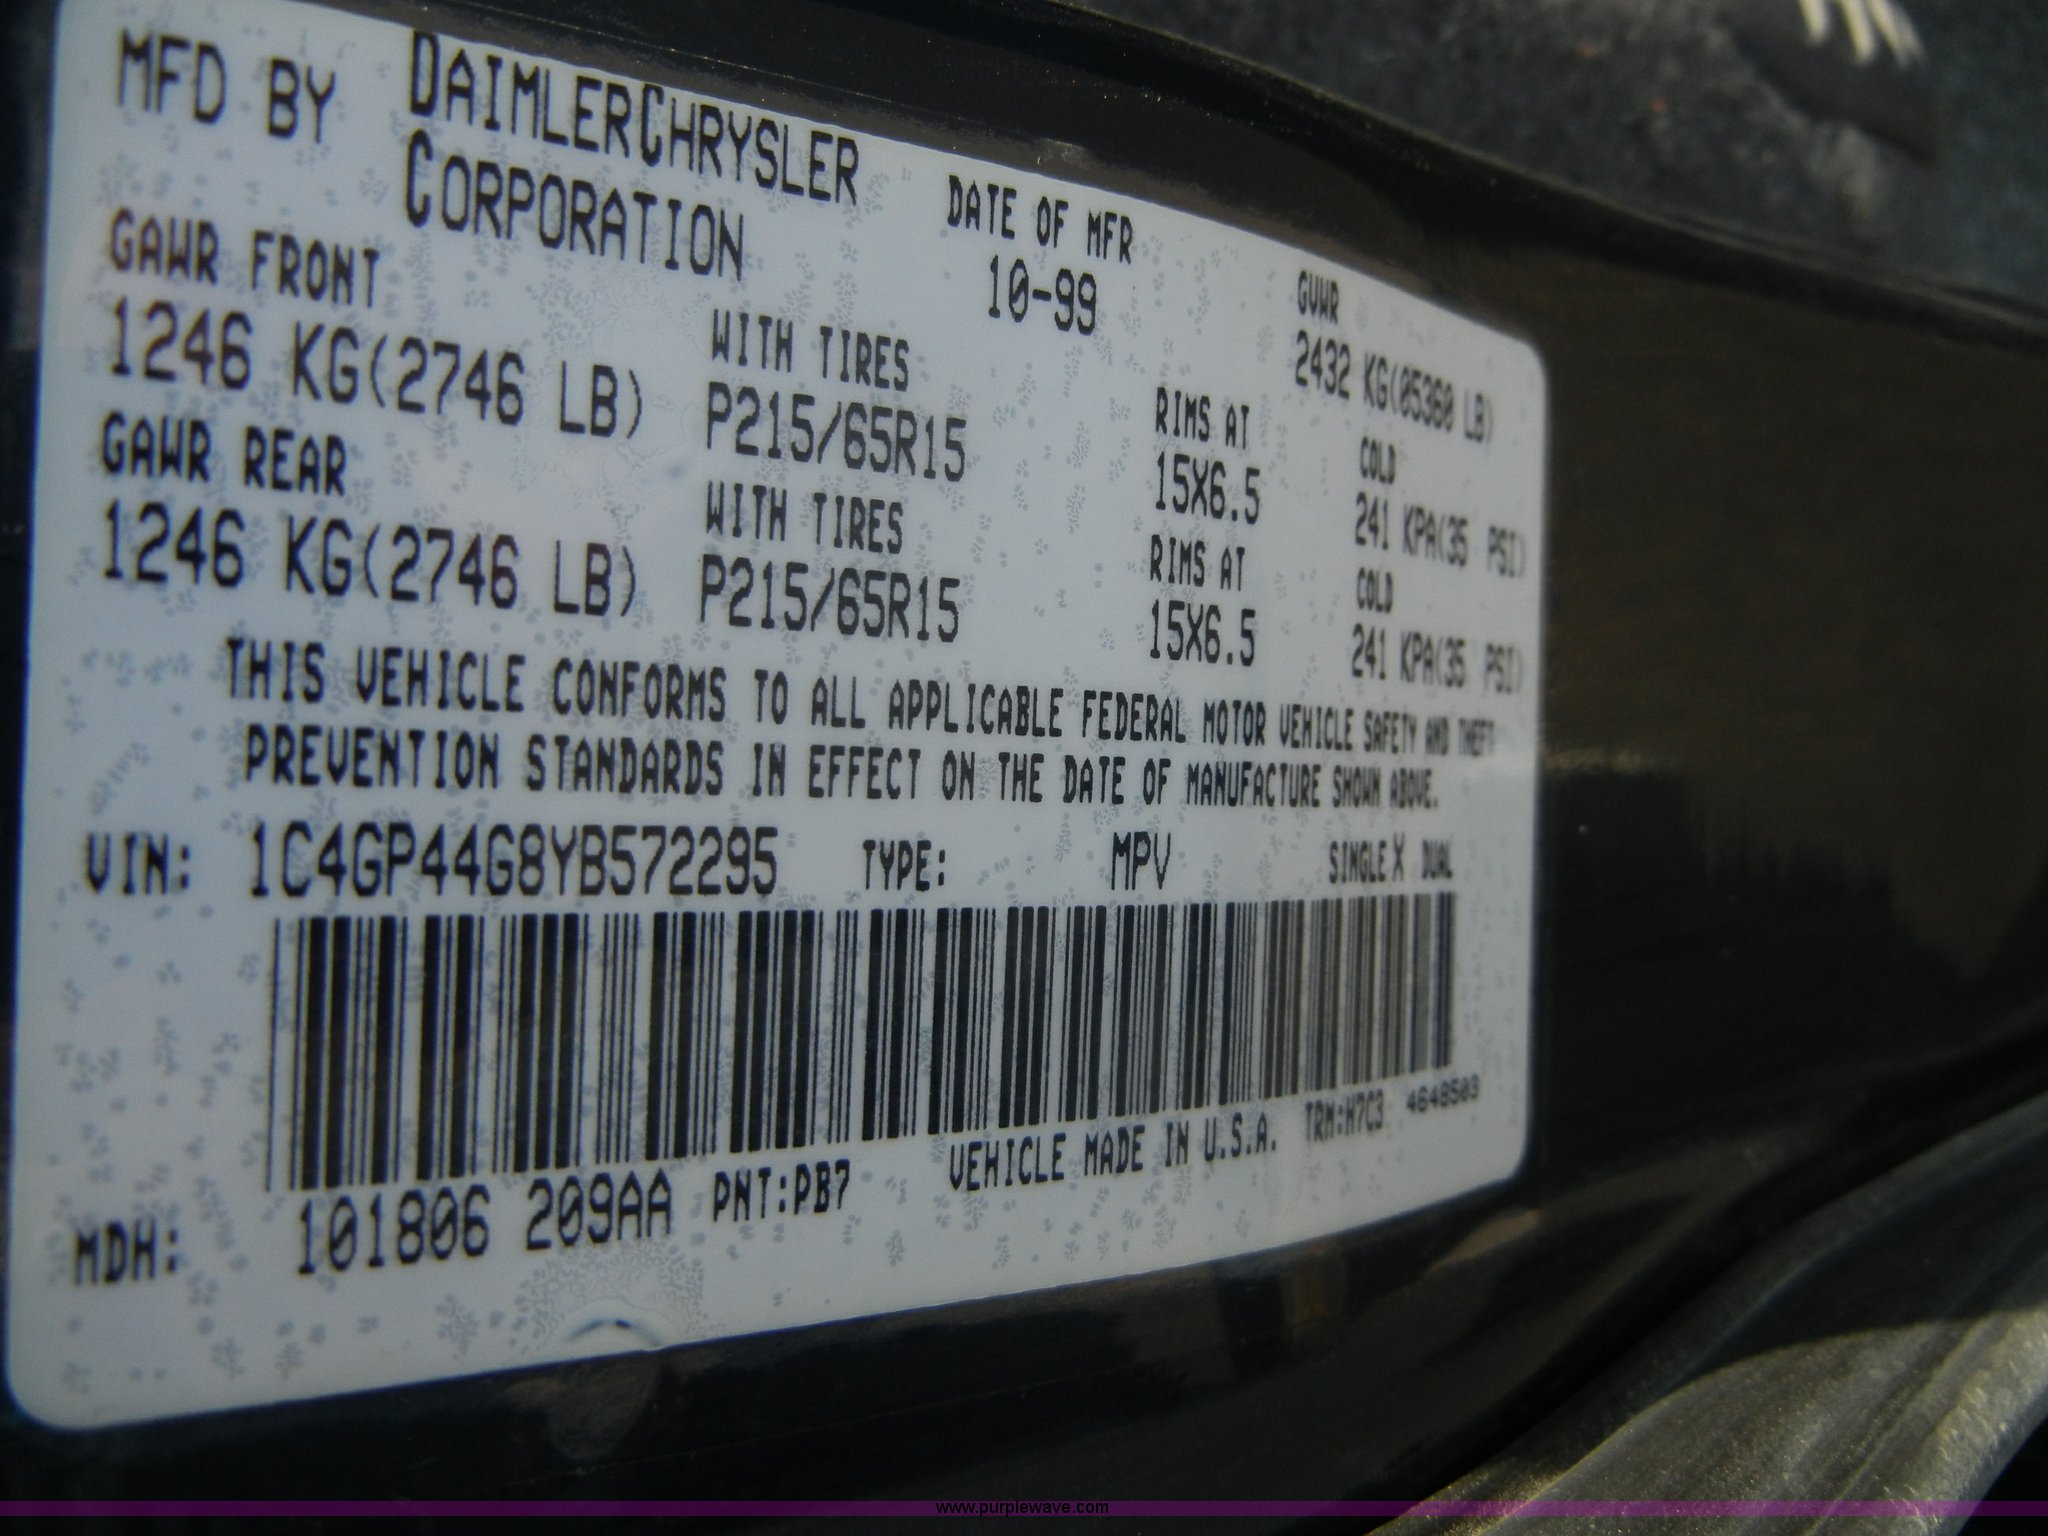 MFD BY DAIMLERCHRYSLER
CORPORATION
DATE OF MFR
10-99
GVWR
2432 KG(05360 LB)
GAWR FRONT
1246 KG(2746 LB)
WITH TIRES
P215/65R15
RIMS AT
15X6.5
COLD
241 KPA(35 PSI)
GAWR REAR
1246 KG(2746 LB)
WITH TIRES
P215/65R15
RIMS AT
15X6.5
COLD
241 KPA(35 PSI)
THIS VEHICLE CONFORMS TO ALL APPLICABLE FEDERAL MOTOR VEHICLE SAFETY AND THEFT
PREVENTION STANDARDS IN EFFECT ON THE DATE OF MANUFACTURE SHOWN ABOVE.
VIN: 1C4GP44G8YB572295 TYPE: MPV SINGLE X DUAL
MDH: 101806 209AA PNT:PB7 VEHICLE MADE IN U.S.A. TRM:H7C3 4648503
www.purplewave.com